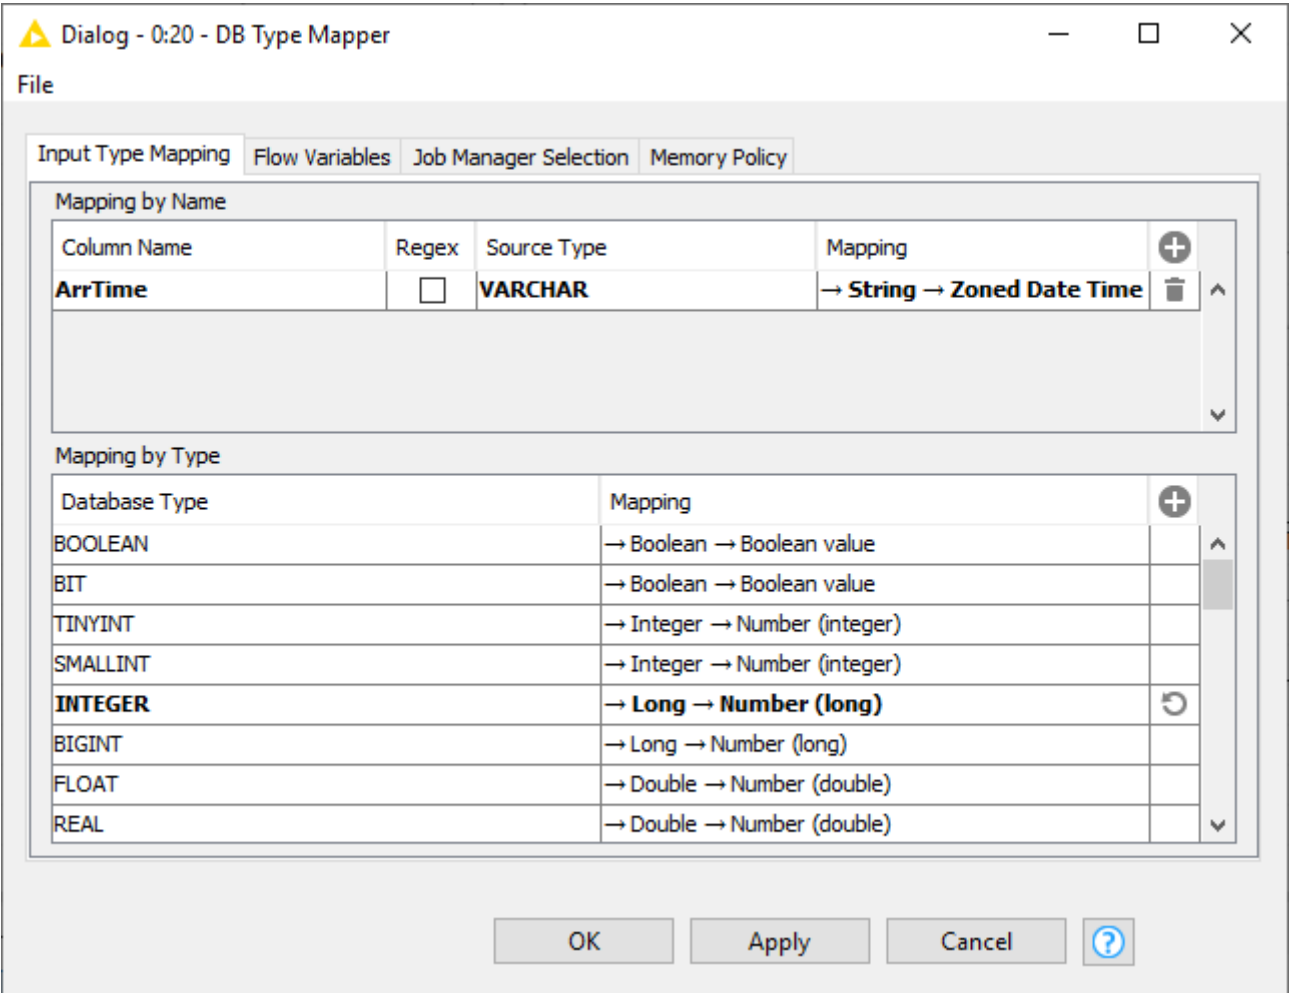 Dialog - 0:20 - DB Type Mapper
File
Input Type Mapping Flow Variables Job Manager Selection Memory Policy
Mapping by Name
Column Name Regex Source Type Mapping
ArrTime VARCHAR → String → Zoned Date Time
Mapping by Type
Database Type Mapping
BOOLEAN → Boolean → Boolean value
BIT → Boolean → Boolean value
TINYINT → Integer → Number (integer)
SMALLINT → Integer → Number (integer)
INTEGER → Long → Number (long)
BIGINT → Long → Number (long)
FLOAT → Double → Number (double)
REAL → Double → Number (double)
OK Apply Cancel ?